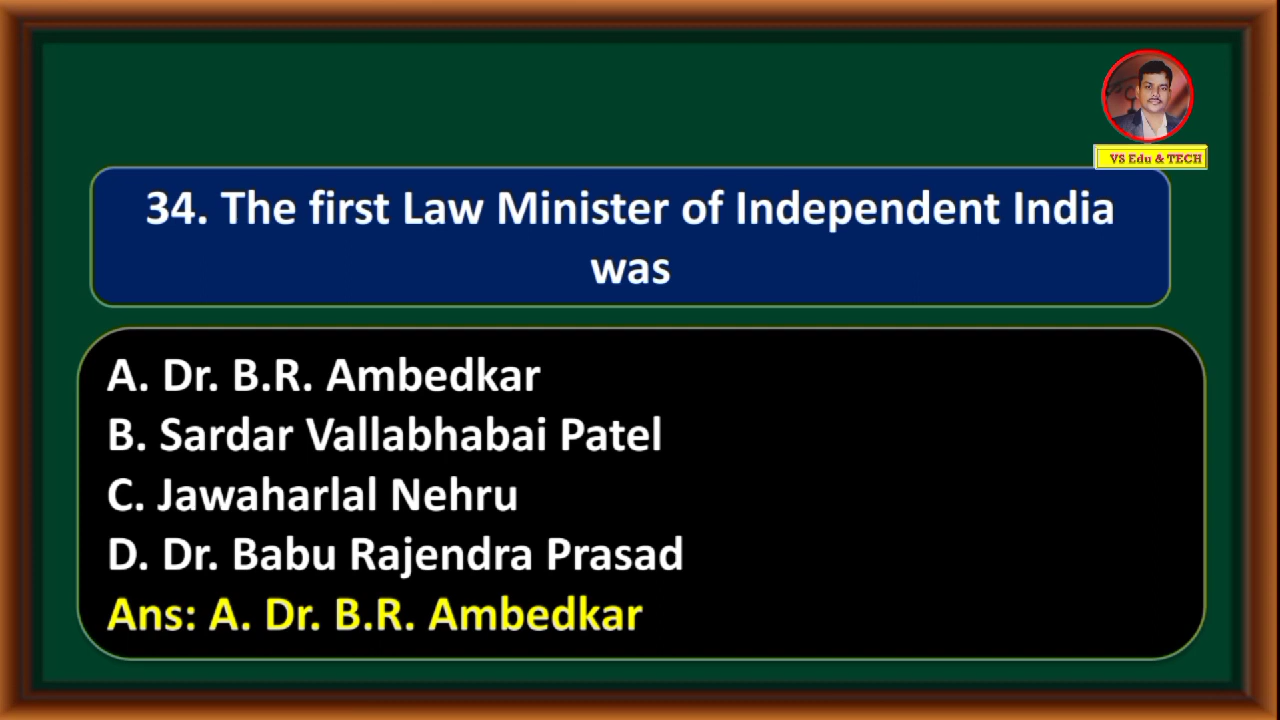 VS Edu & TECH
34. The first Law Minister of Independent India
was
A. Dr. B.R. Ambedkar
B. Sardar Vallabhabai Patel
C. Jawaharlal Nehru
D. Dr. Babu Rajendra Prasad
Ans: A. Dr. B.R. Ambedkar